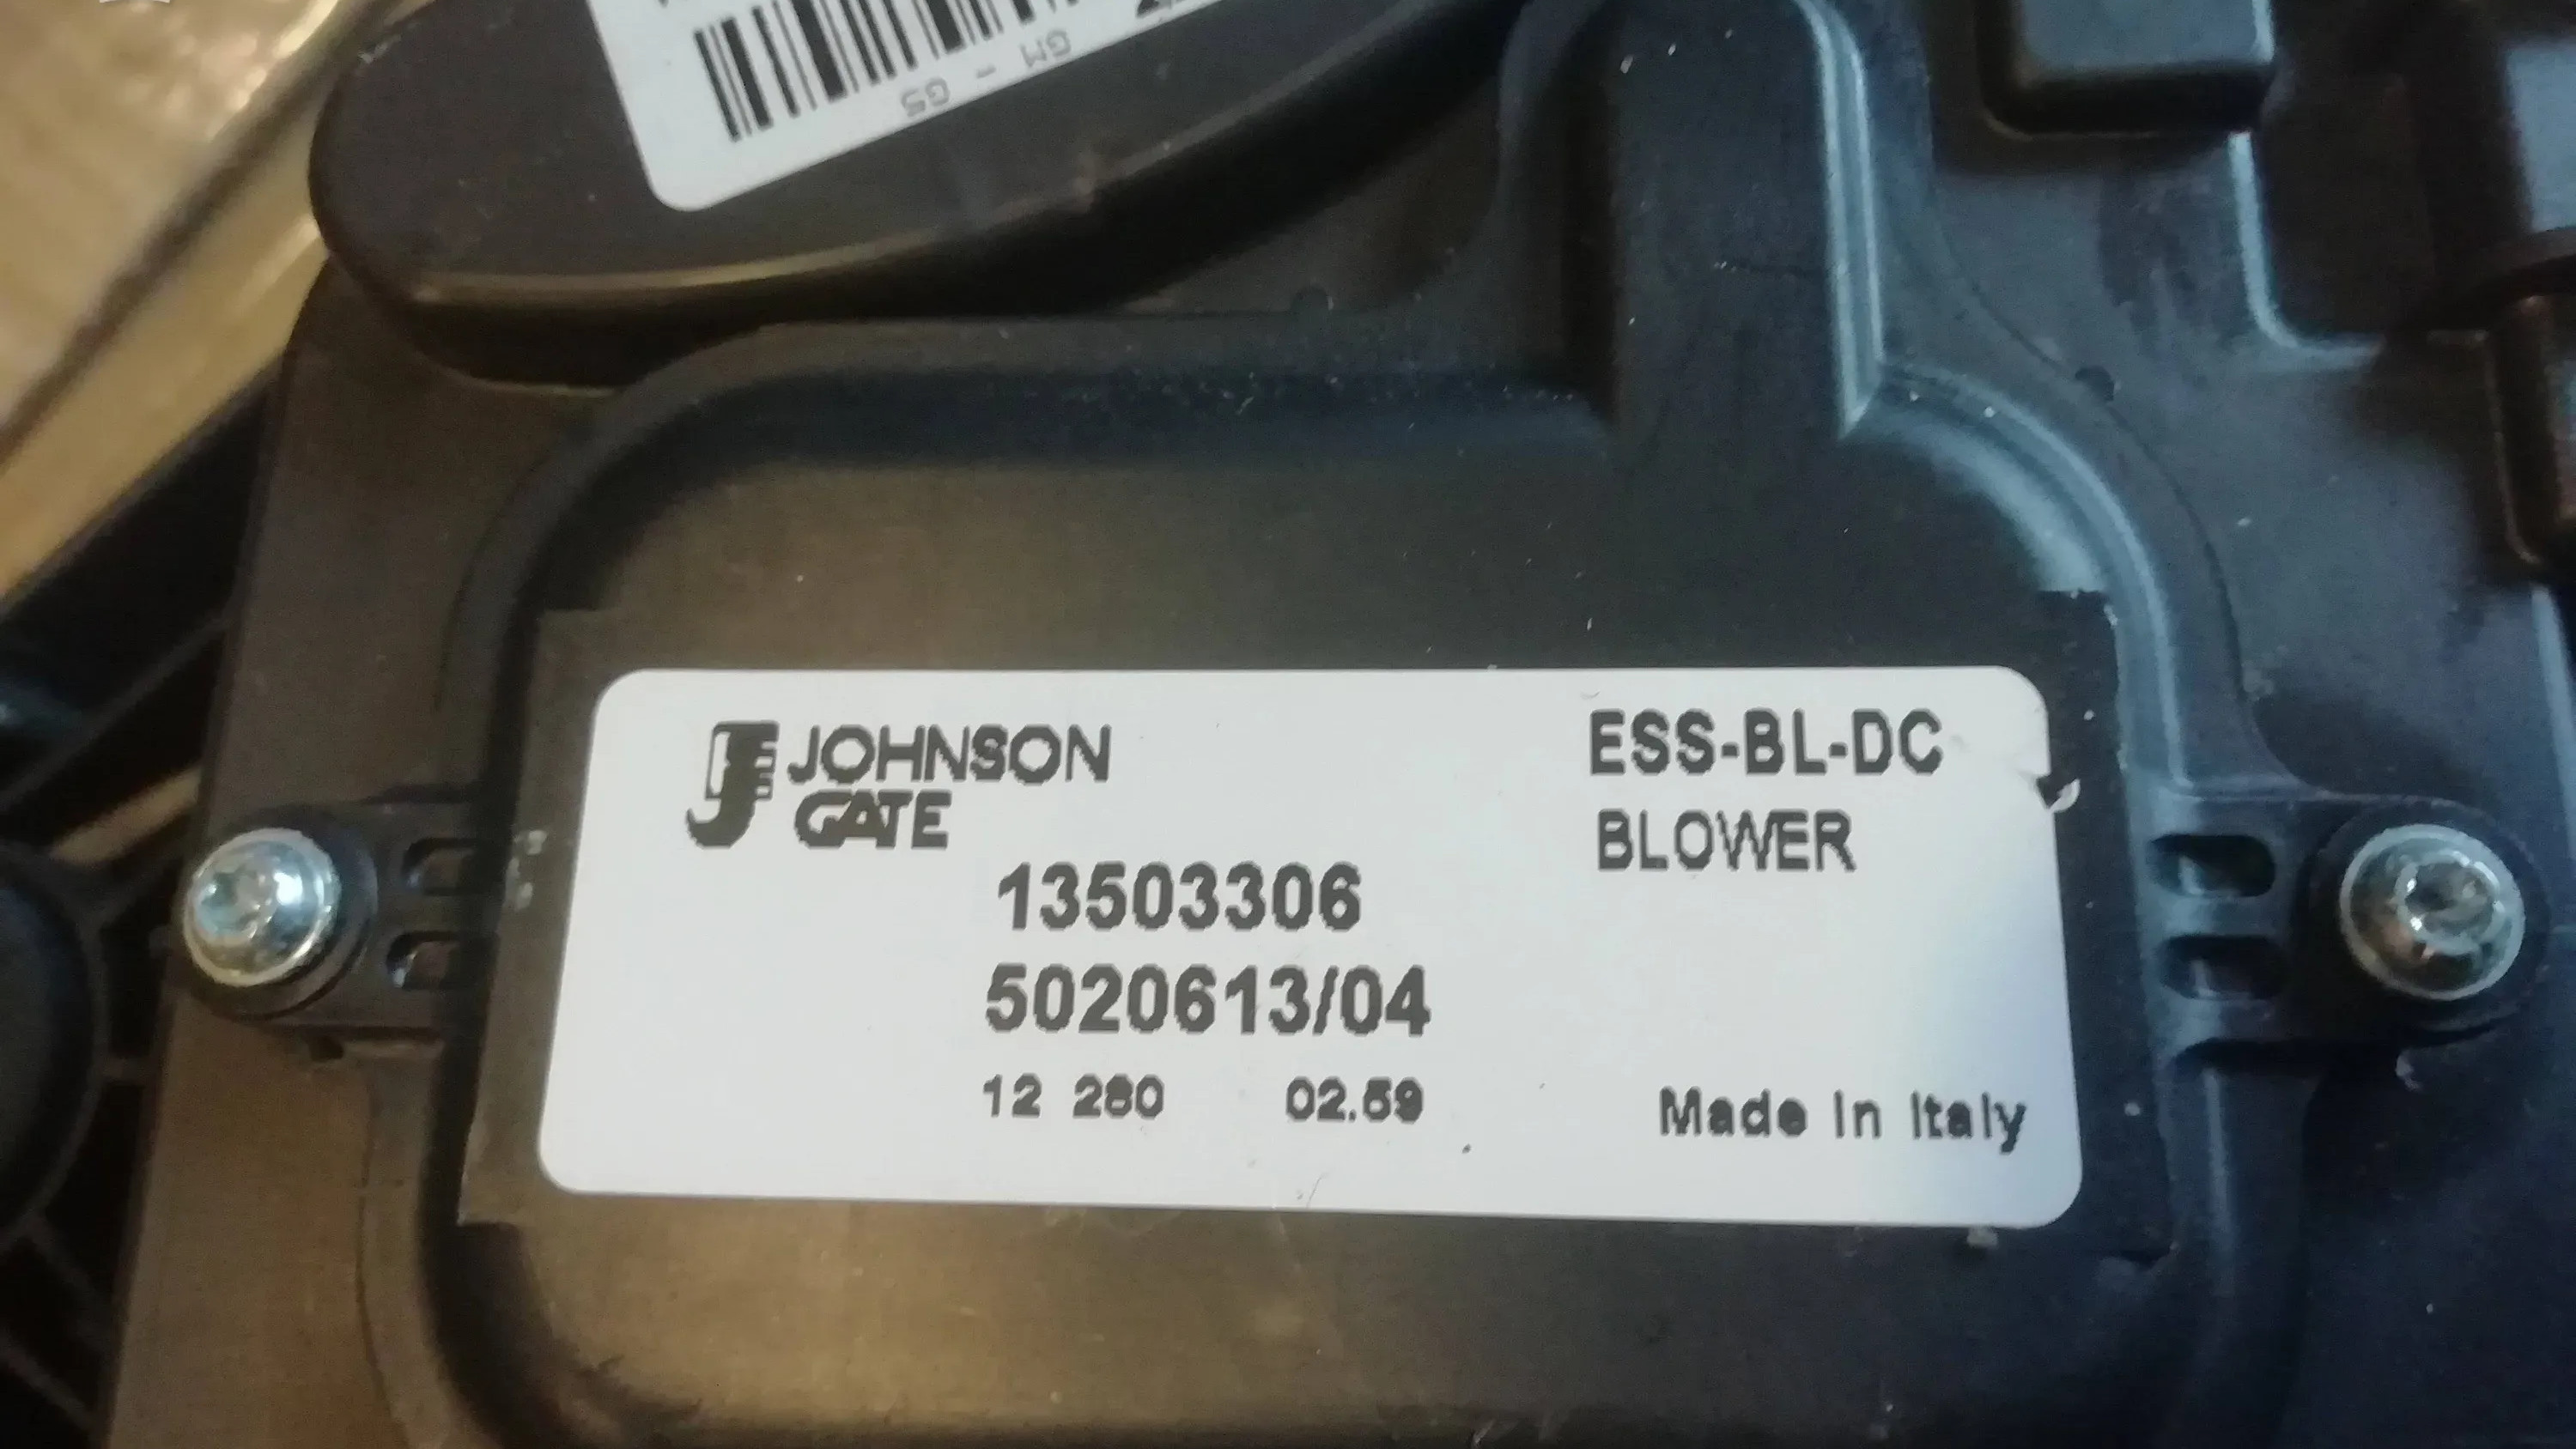 GM - G5
JOHNSON
GATE
ESS-BL-DC
BLOWER
13503306
5020613/04
12 280 02.59
Made In Italy